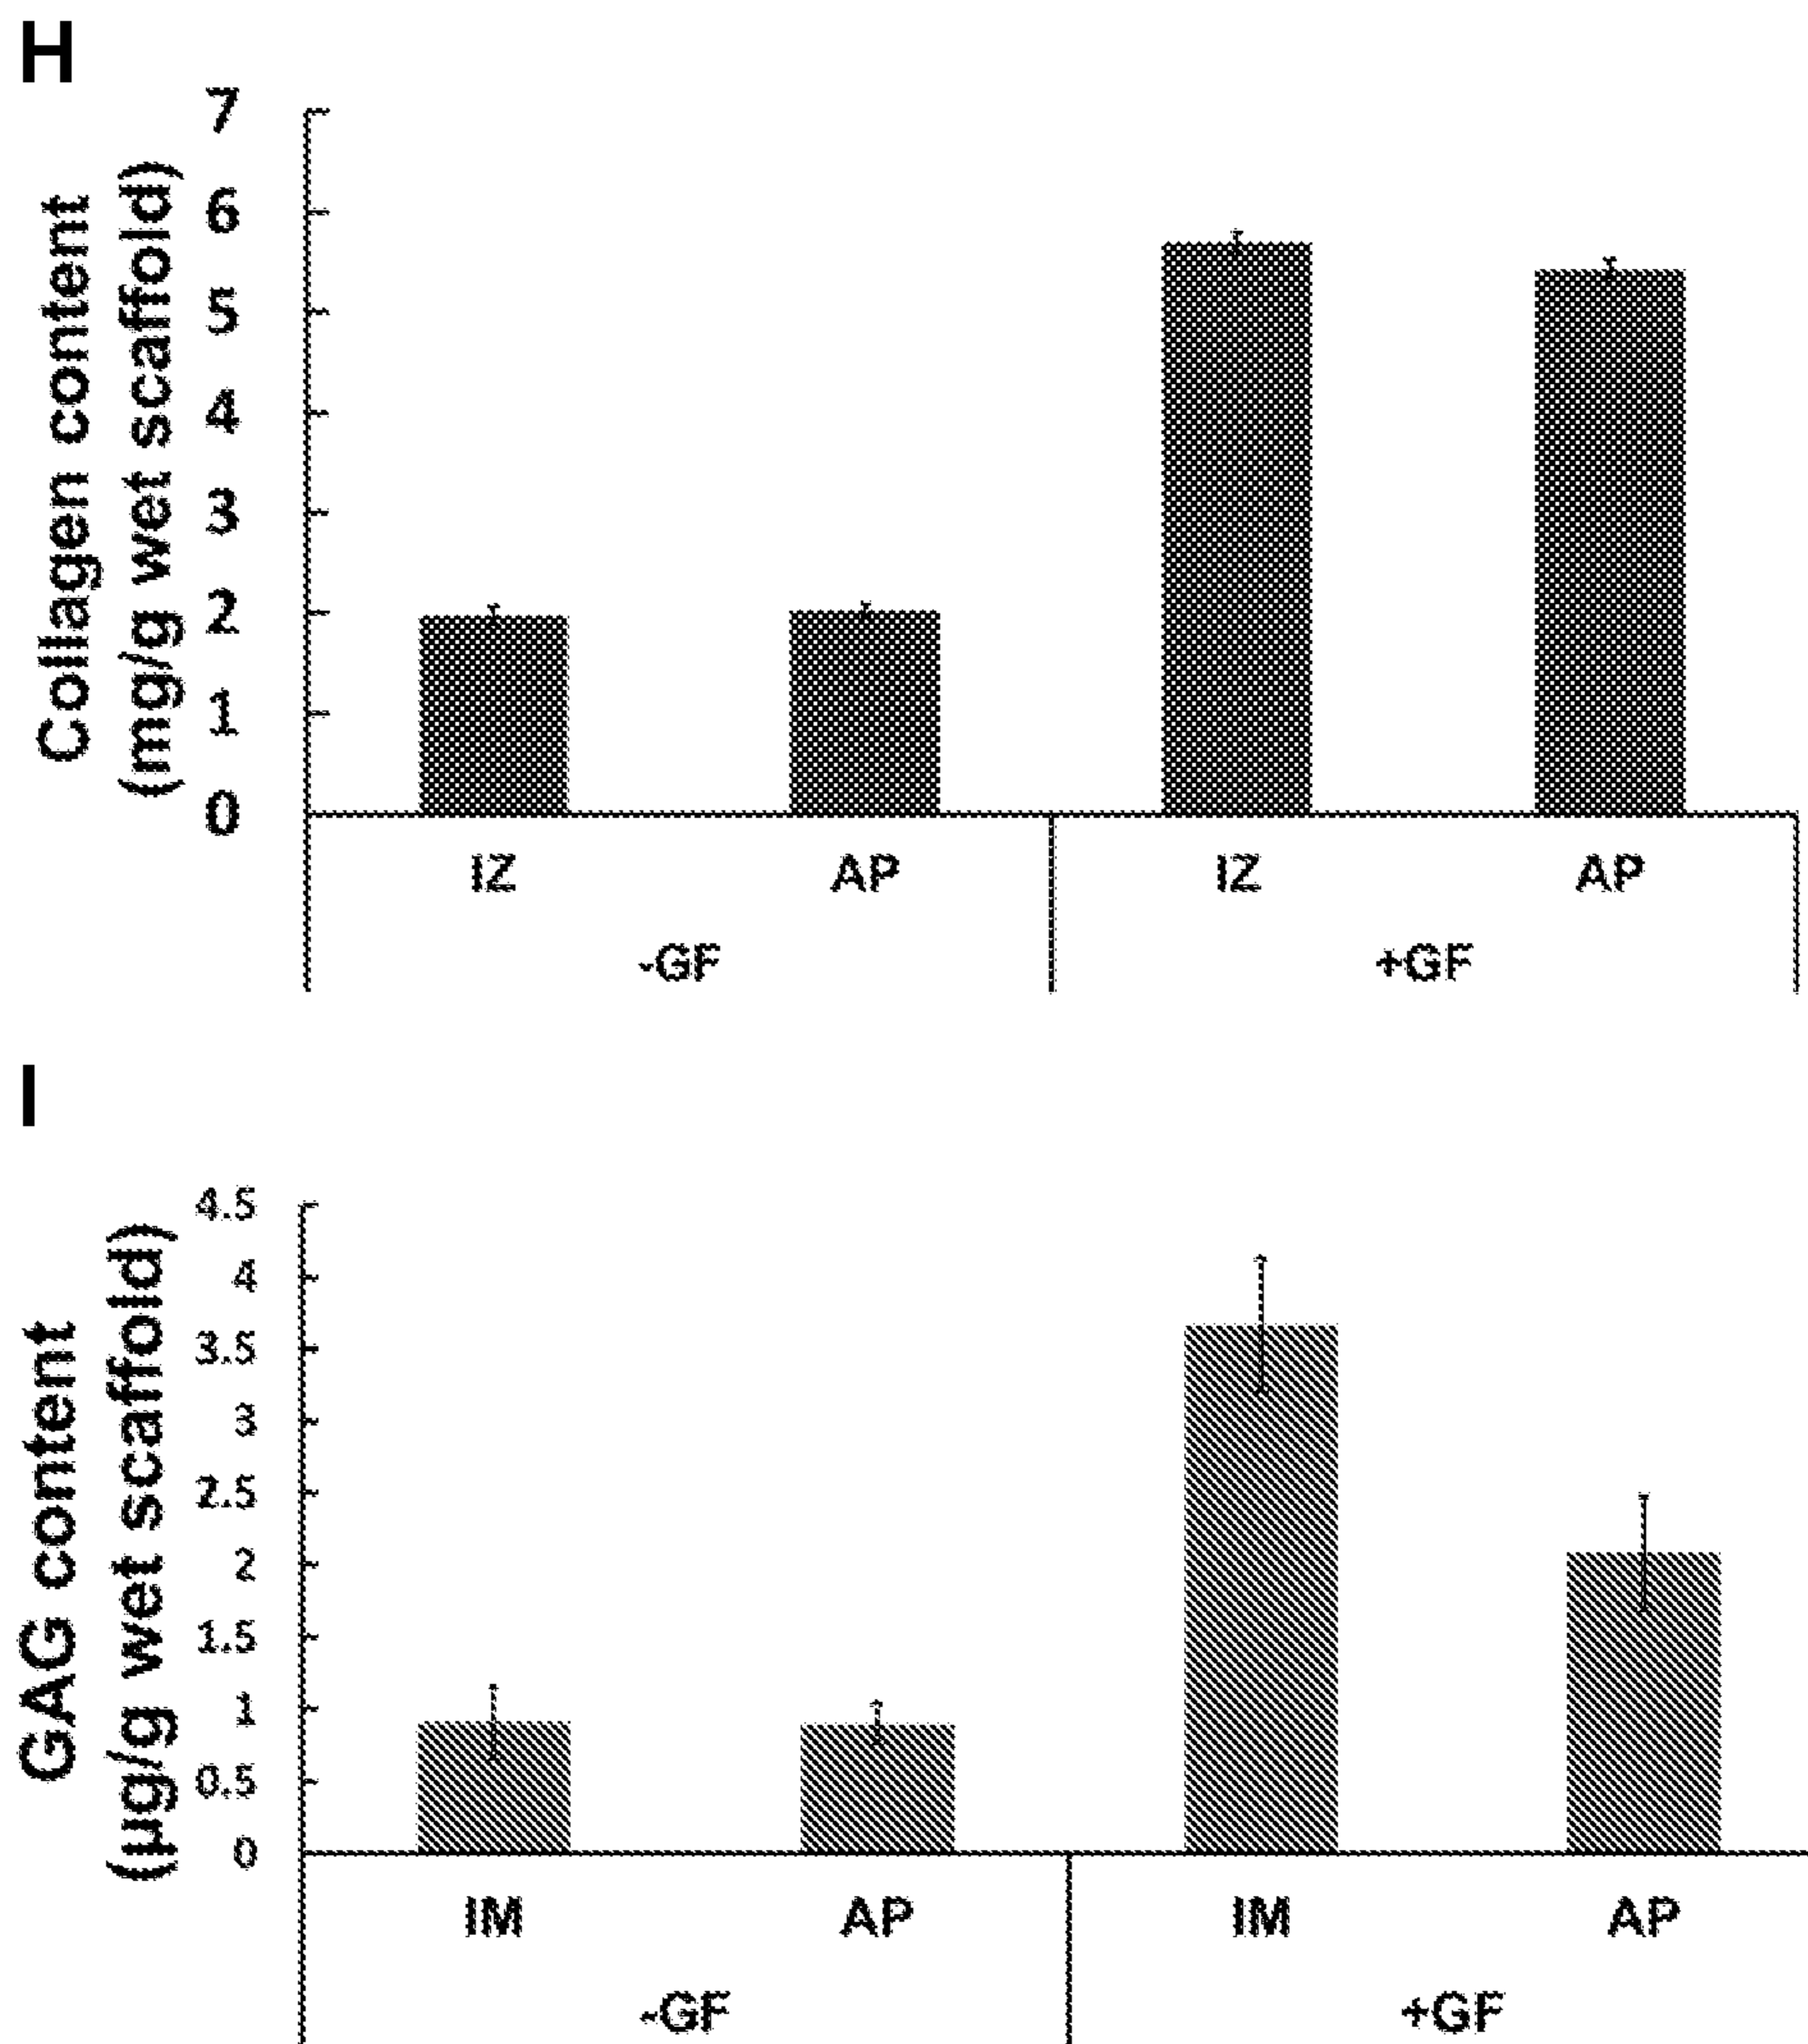 H
Collagen content
(mg/g wet scaffold)
7
6
5
4
3
2
1
0
IZ AP IZ AP
-GF +GF
I
GAG content
(µg/g wet scaffold)
4.5
4
3.5
3
2.5
2
1.5
1
0.5
0
IM AP IM AP
-GF +GF